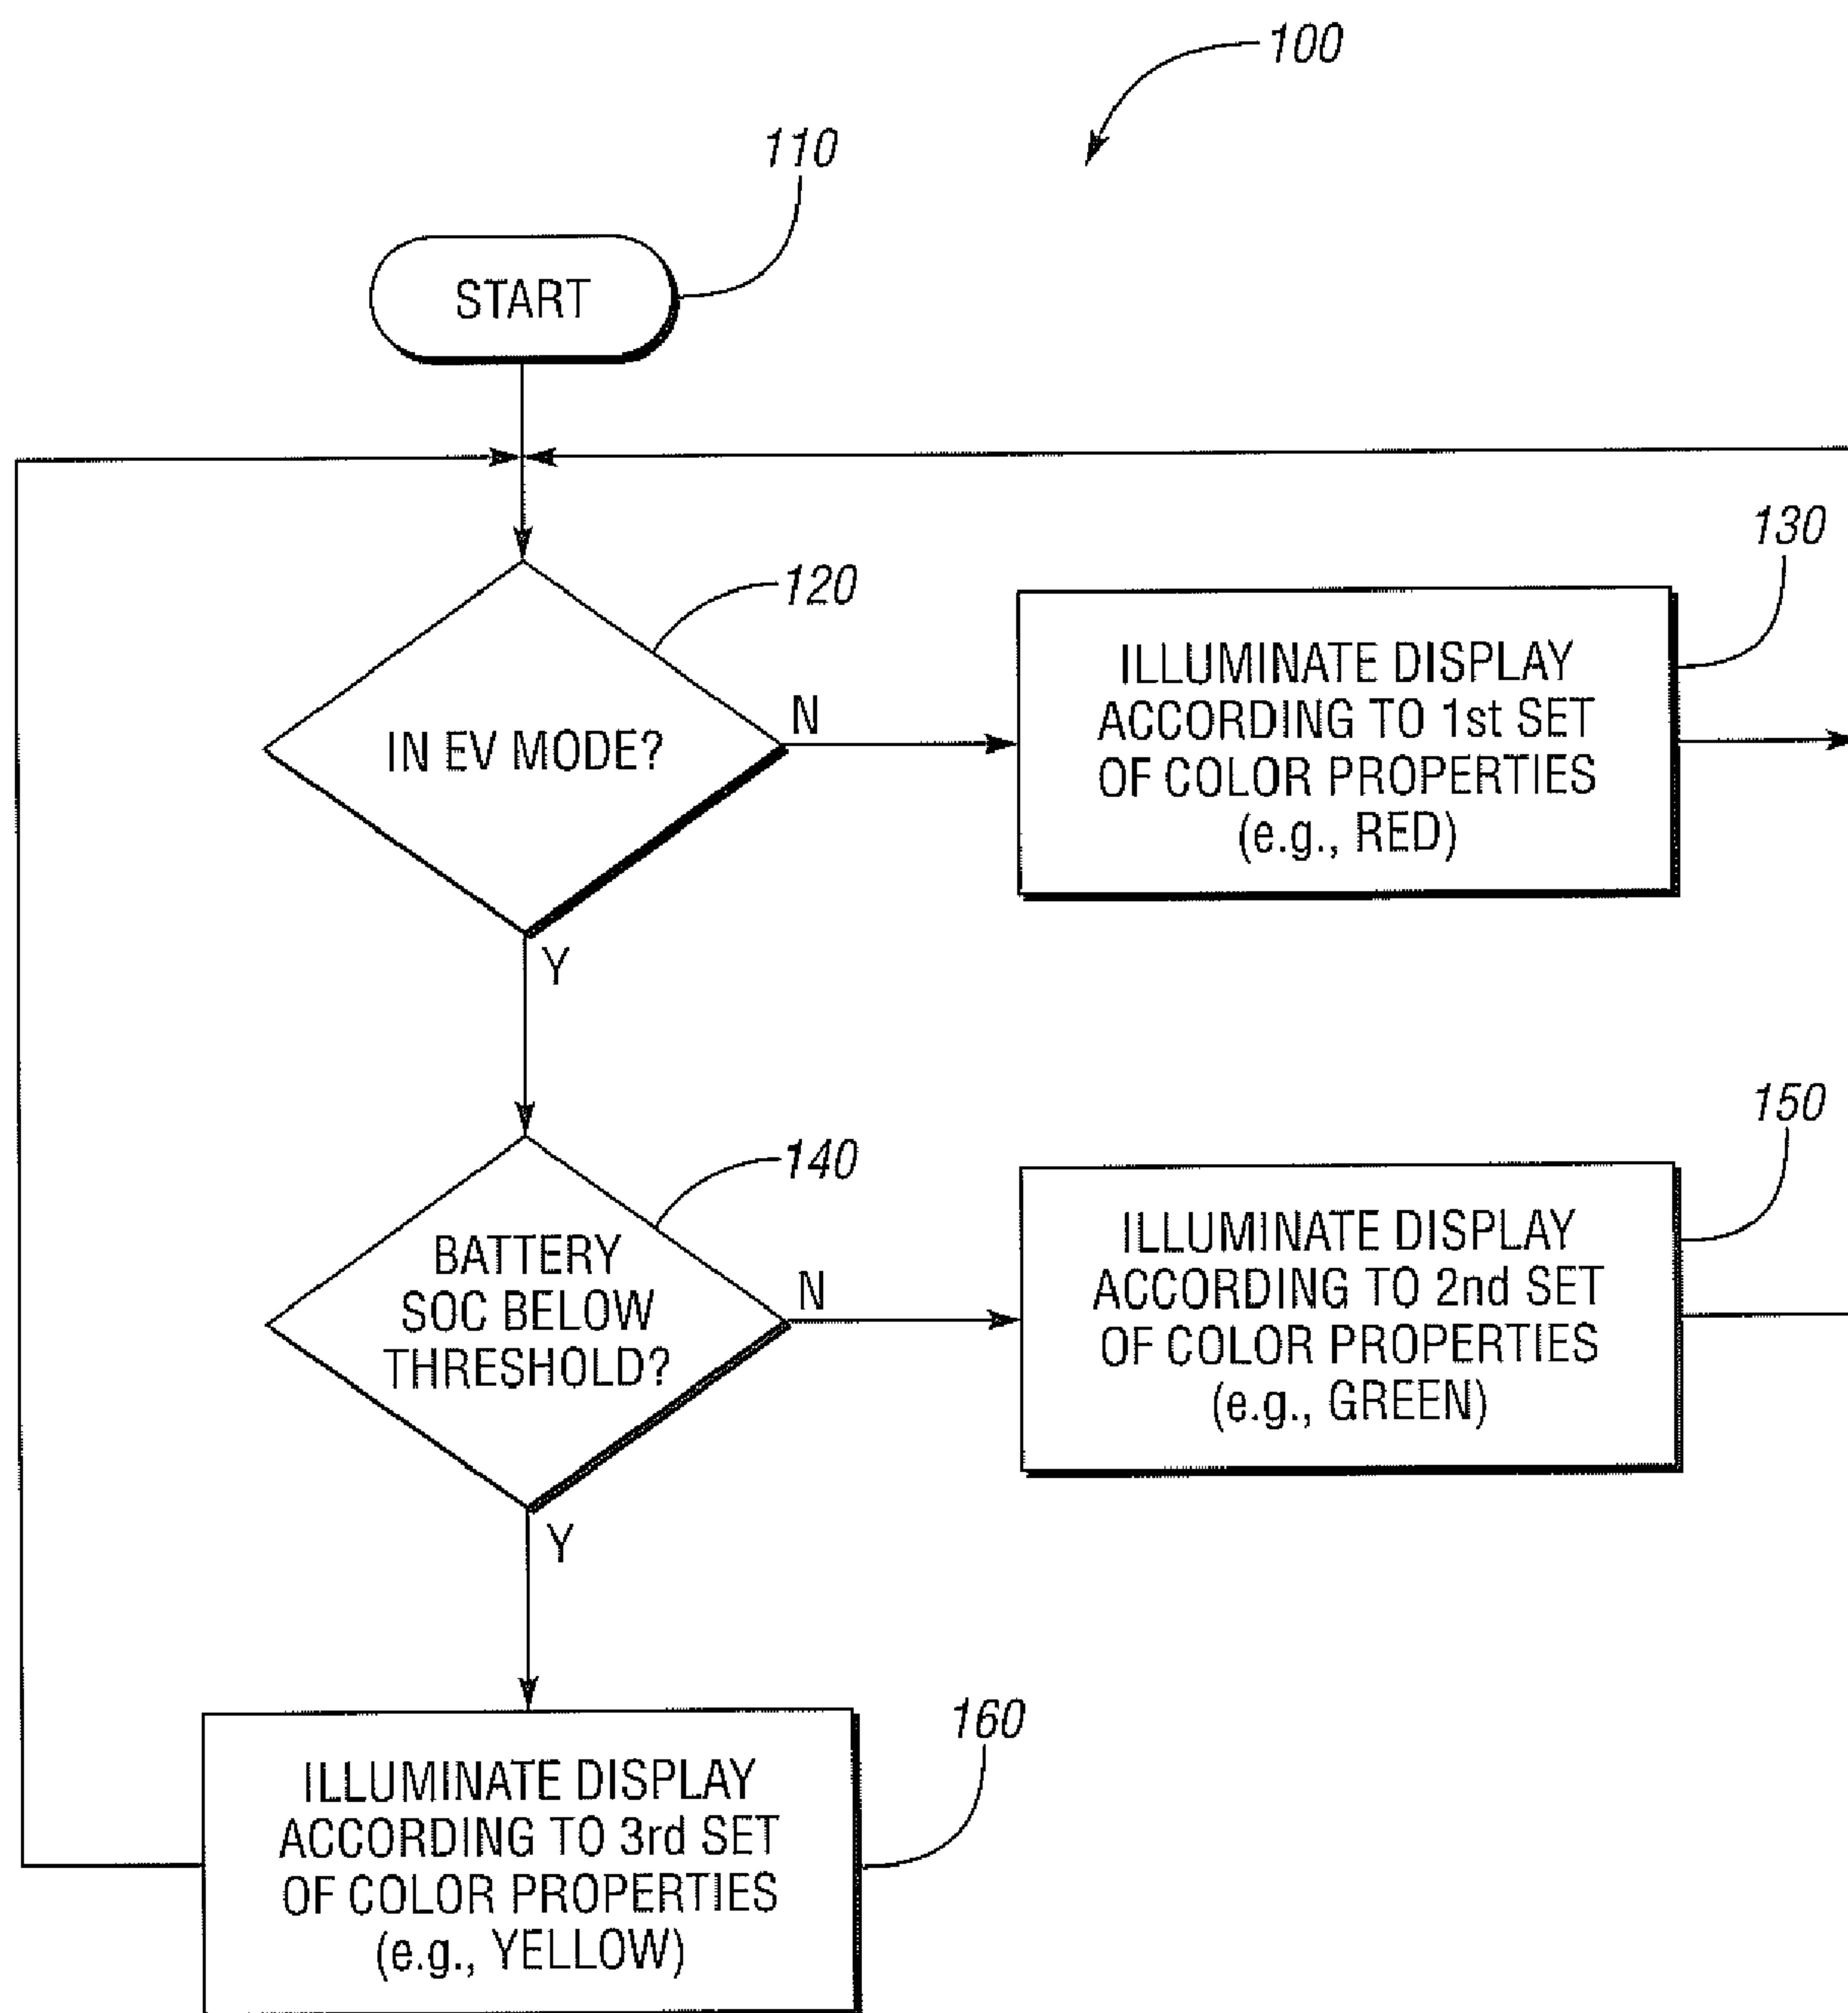 100
110
START
120
130
IN EV MODE?
N
ILLUMINATE DISPLAY
ACCORDING TO 1st SET
OF COLOR PROPERTIES
(e.g., RED)
Y
140
150
BATTERY
SOC BELOW
THRESHOLD?
N
ILLUMINATE DISPLAY
ACCORDING TO 2nd SET
OF COLOR PROPERTIES
(e.g., GREEN)
Y
160
ILLUMINATE DISPLAY
ACCORDING TO 3rd SET
OF COLOR PROPERTIES
(e.g., YELLOW)